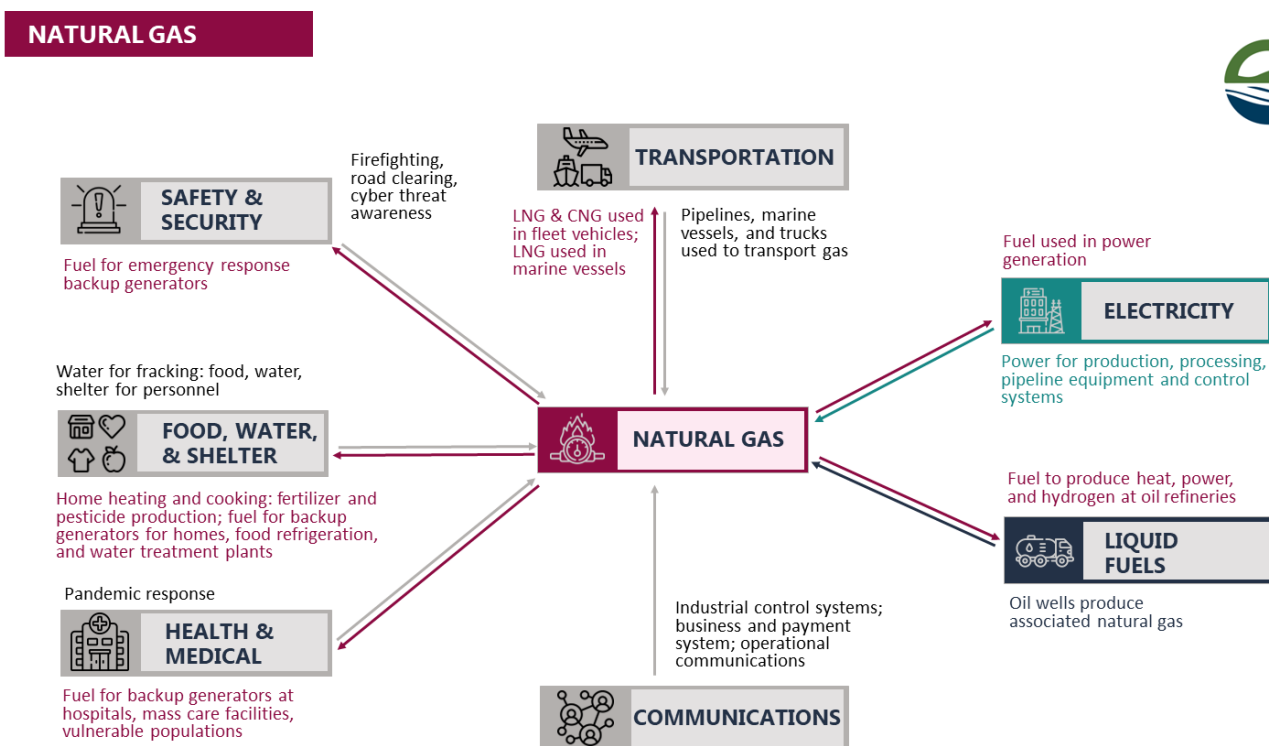 NATURAL GAS
TRANSPORTATION
Firefighting,
road clearing,
cyber threat
awareness
SAFETY &
SECURITY
Fuel for emergency response
backup generators
LNG & CNG used
in fleet vehicles;
LNG used in
marine vessels
Pipelines, marine
vessels, and trucks
used to transport gas
Fuel used in power
generation
ELECTRICITY
Power for production, processing,
pipeline equipment and control
systems
Water for fracking: food, water,
shelter for personnel
FOOD, WATER,
& SHELTER
Home heating and cooking: fertilizer and
pesticide production; fuel for backup
generators for homes, food refrigeration,
and water treatment plants
NATURAL GAS
Fuel to produce heat, power,
and hydrogen at oil refineries
LIQUID
FUELS
Oil wells produce
associated natural gas
Pandemic response
HEALTH &
MEDICAL
Fuel for backup generators at
hospitals, mass care facilities,
vulnerable populations
Industrial control systems;
business and payment
system; operational
communications
COMMUNICATIONS